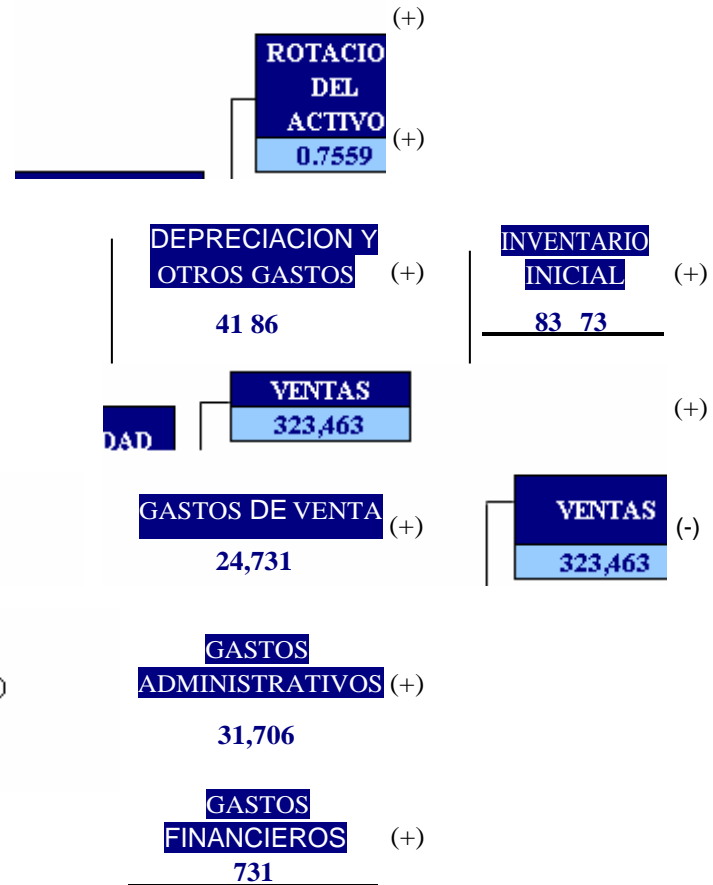 (+)
ROTACIO
DEL
ACTIVO
(+)
0.7559
DEPRECIACION Y
OTROS GASTOS (+)
41 86
INVENTARIO
INICIAL (+)
83 73
VENTAS
323,463
(+)
DAD
GASTOS DE VENTA (+)
24,731
VENTAS (-)
323,463
GASTOS
ADMINISTRATIVOS (+)
31,706
)
GASTOS
FINANCIEROS (+)
731